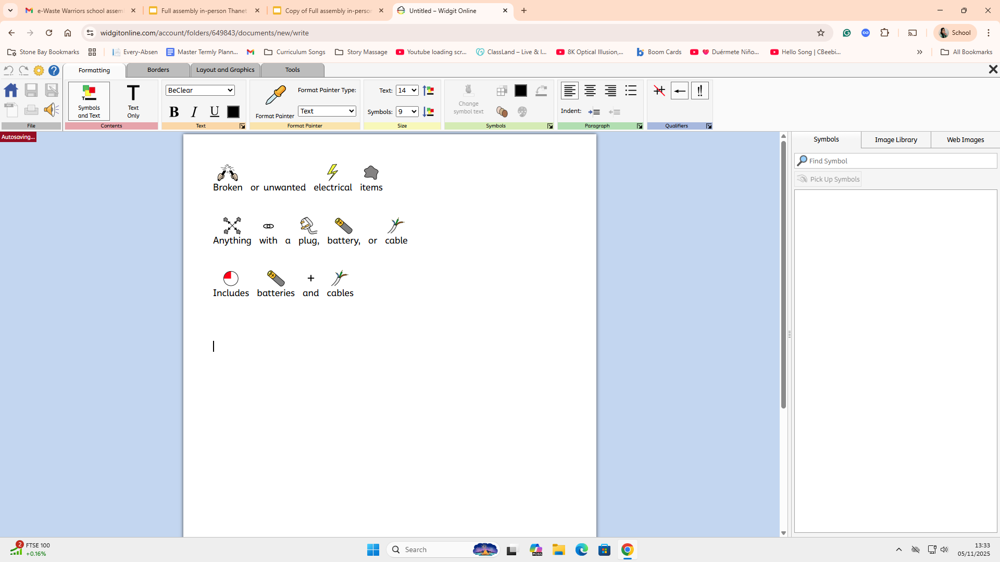 e-Waste Warriors school assem
Full assembly in-person Thanet
Copy of Full assembly in-person
Untitled – Widgit Online
widgitonline.com/account/folders/649843/documents/new/write
School
Stone Bay Bookmarks
Every-Absen
Master Termly Plann...
Curriculum Songs
Story Massage
Youtube loading scr...
ClassLand – Live & I...
8K Optical Illusion,...
Boom Cards
Duérmete Niño...
Hello Song | CBeebi...
All Bookmarks
Formatting
Borders
Layout and Graphics
Tools
Symbols and Text
Text Only
BeClear
B I U
Format Painter
Format Painter Type:
Text
Text: 14
Symbols: 9
Change symbol text
Indent:
File
Contents
Text
Format Painter
Size
Symbols
Paragraph
Qualifiers
Autosaving...
Broken or unwanted electrical items
Anything with a plug, battery, or cable
Includes batteries and cables
Symbols
Image Library
Web Images
Find Symbol
Pick Up Symbols
2
FTSE 100
+0.16%
Search
M365
13:33
05/11/2025